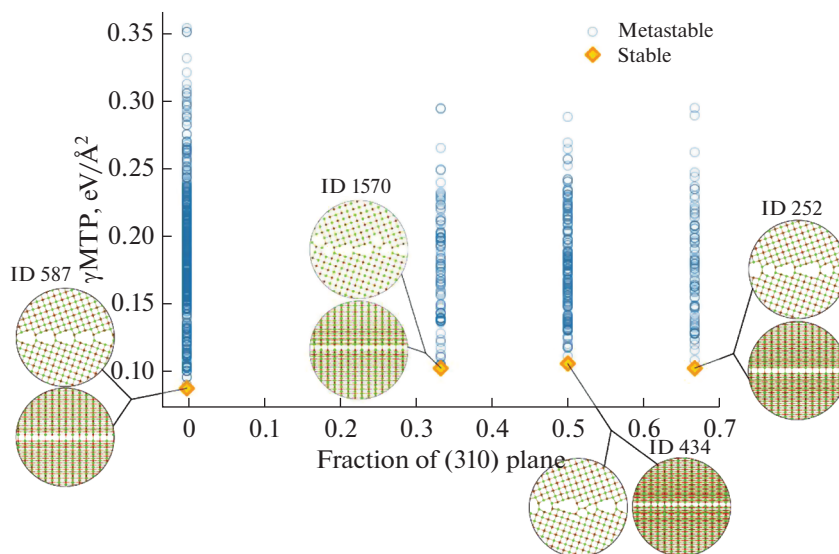 0.35
0.30
0.25
0.20
0.15
0.10
γMTP, eV/Å²
Metastable
Stable
ID 587
ID 1570
ID 252
ID 434
0 0.1 0.2 0.3 0.4 0.5 0.6 0.7
Fraction of (310) plane